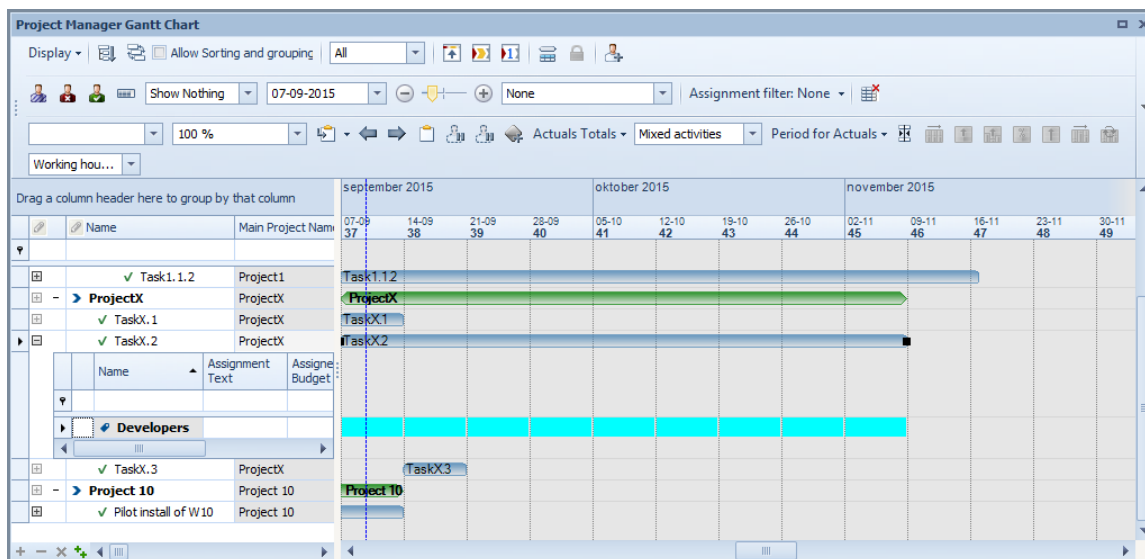 Project Manager Gantt Chart
Display Allow Sorting and grouping All
Show Nothing 07-09-2015 None Assignment filter: None
100 % Actuals Totals Mixed activities Period for Actuals
Working hou...
Drag a column header here to group by that column
september 2015 oktober 2015 november 2015
Name Main Project Nam
07-09 14-09 21-09 28-09 05-10 12-10 19-10 26-10 02-11 09-11 16-11 23-11 30-11
37 38 39 40 41 42 43 44 45 46 47 48 49
Task1.1.2 Project1 Task1.1.2
ProjectX ProjectX ProjectX
TaskX.1 ProjectX TaskX.1
TaskX.2 ProjectX TaskX.2
Name Assignment Text Assigne Budget
Developers
TaskX.3 ProjectX TaskX.3
Project 10 Project 10 Project 10
Pilot install of W10 Project 10